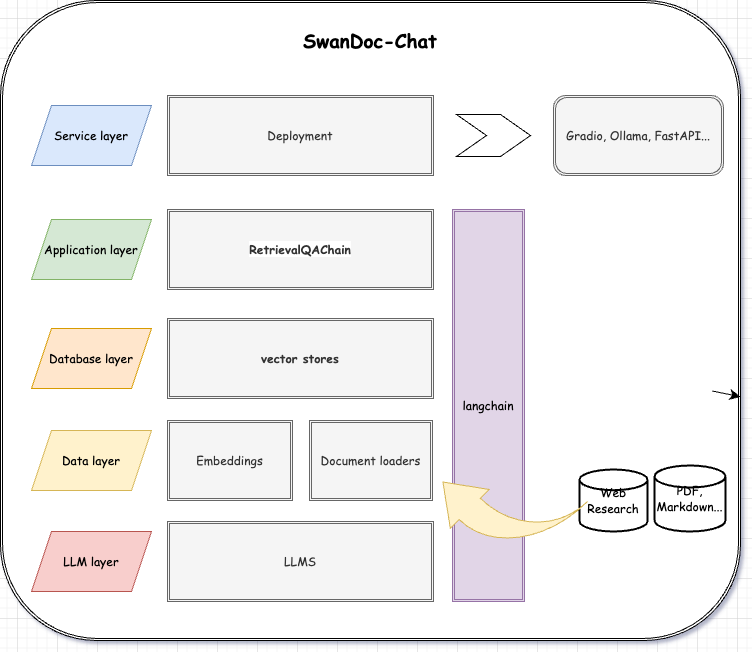 SwanDoc-Chat
Service layer
Deployment
Gradio, Ollama, FastAPI...
Application layer
RetrievalQAChain
Database layer
vector stores
langchain
Data layer
Embeddings
Document loaders
Web
Research
PDF,
Markdown...
LLM layer
LLMS